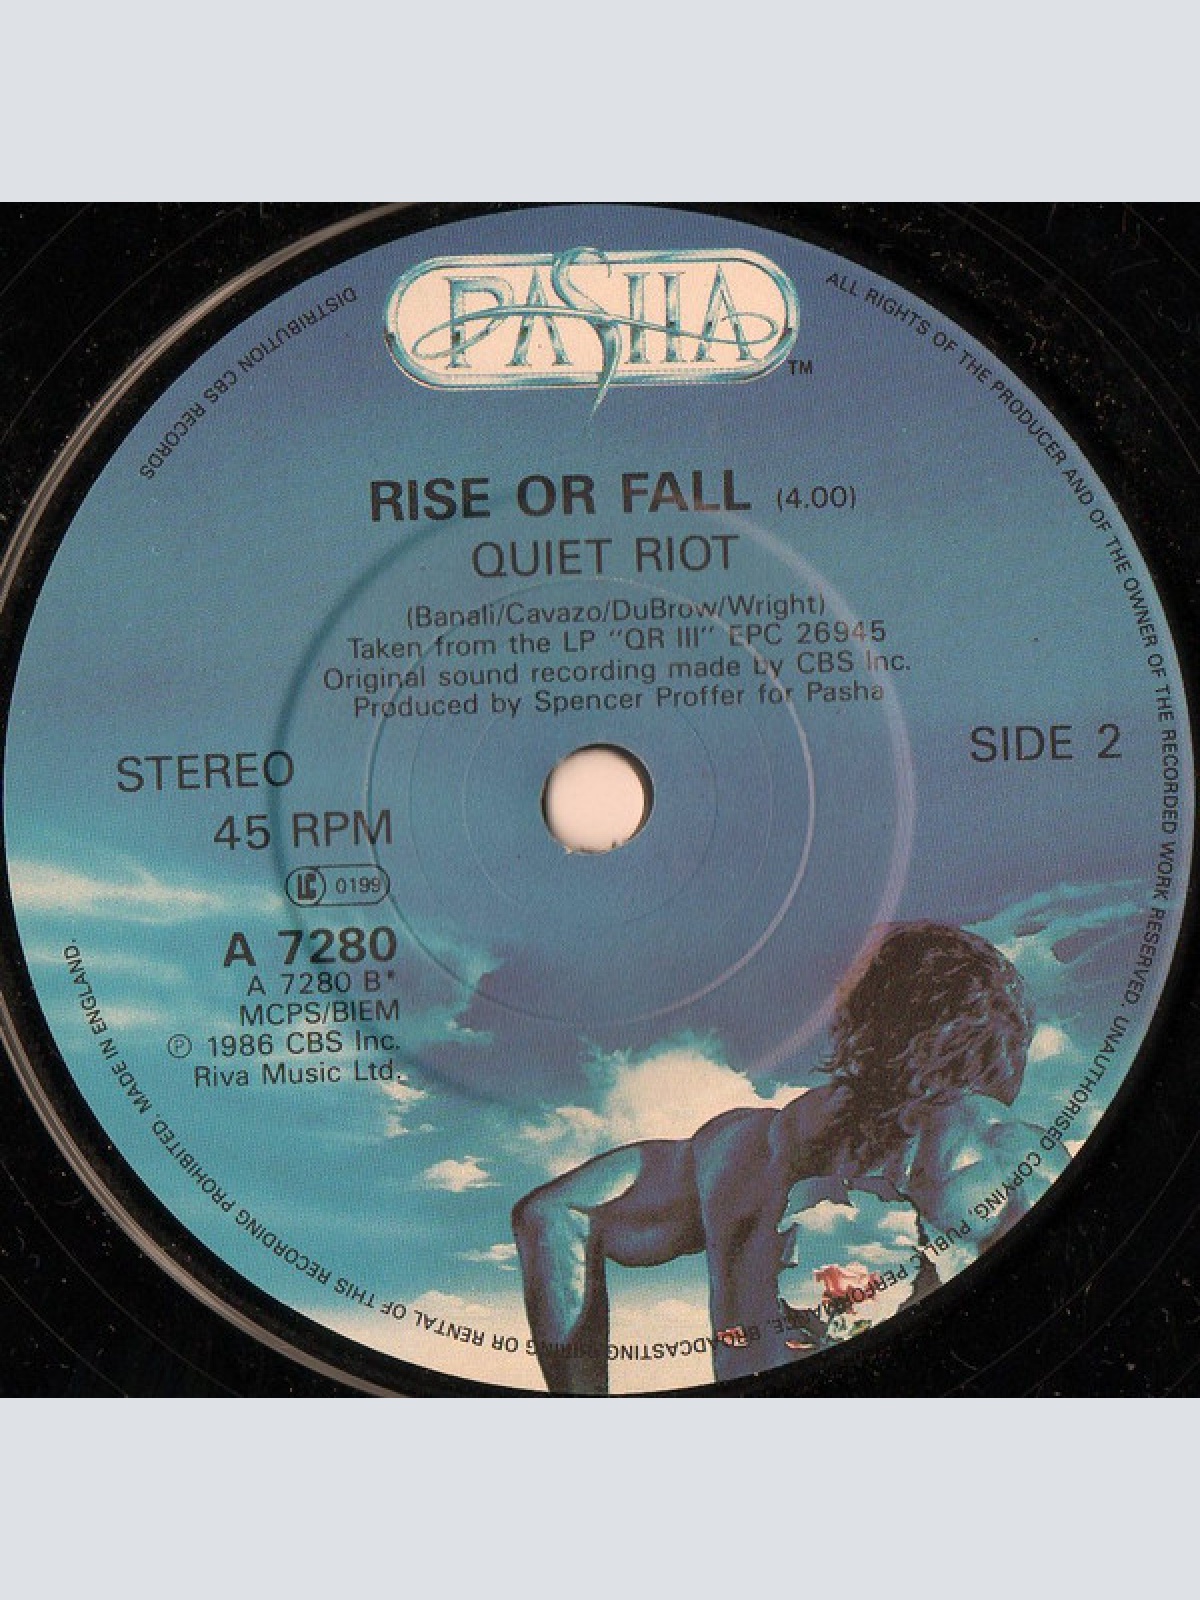 PASHA
TM
RISE OR FALL (4.00)
QUIET RIOT
(Banali/Cavazo/DuBrow/Wright)
Taken from the LP "QR III" EPC 26945
Original sound recording made by CBS Inc.
Produced by Spencer Proffer for Pasha
STEREO
SIDE 2
45 RPM
LC 0199
A 7280
A 7280 B*
MCPS/BIEM
℗ 1986 CBS Inc.
Riva Music Ltd.
ALL RIGHTS OF THE PRODUCER AND OF THE OWNER OF THE RECORDED WORK RESERVED. UNAUTHORISED COPYING, PUBLIC PERFORMANCE, BROADCASTING, HIRING OR RENTAL OF THIS RECORDING PROHIBITED. MADE IN ENGLAND.
DISTRIBUTION CBS RECORDS